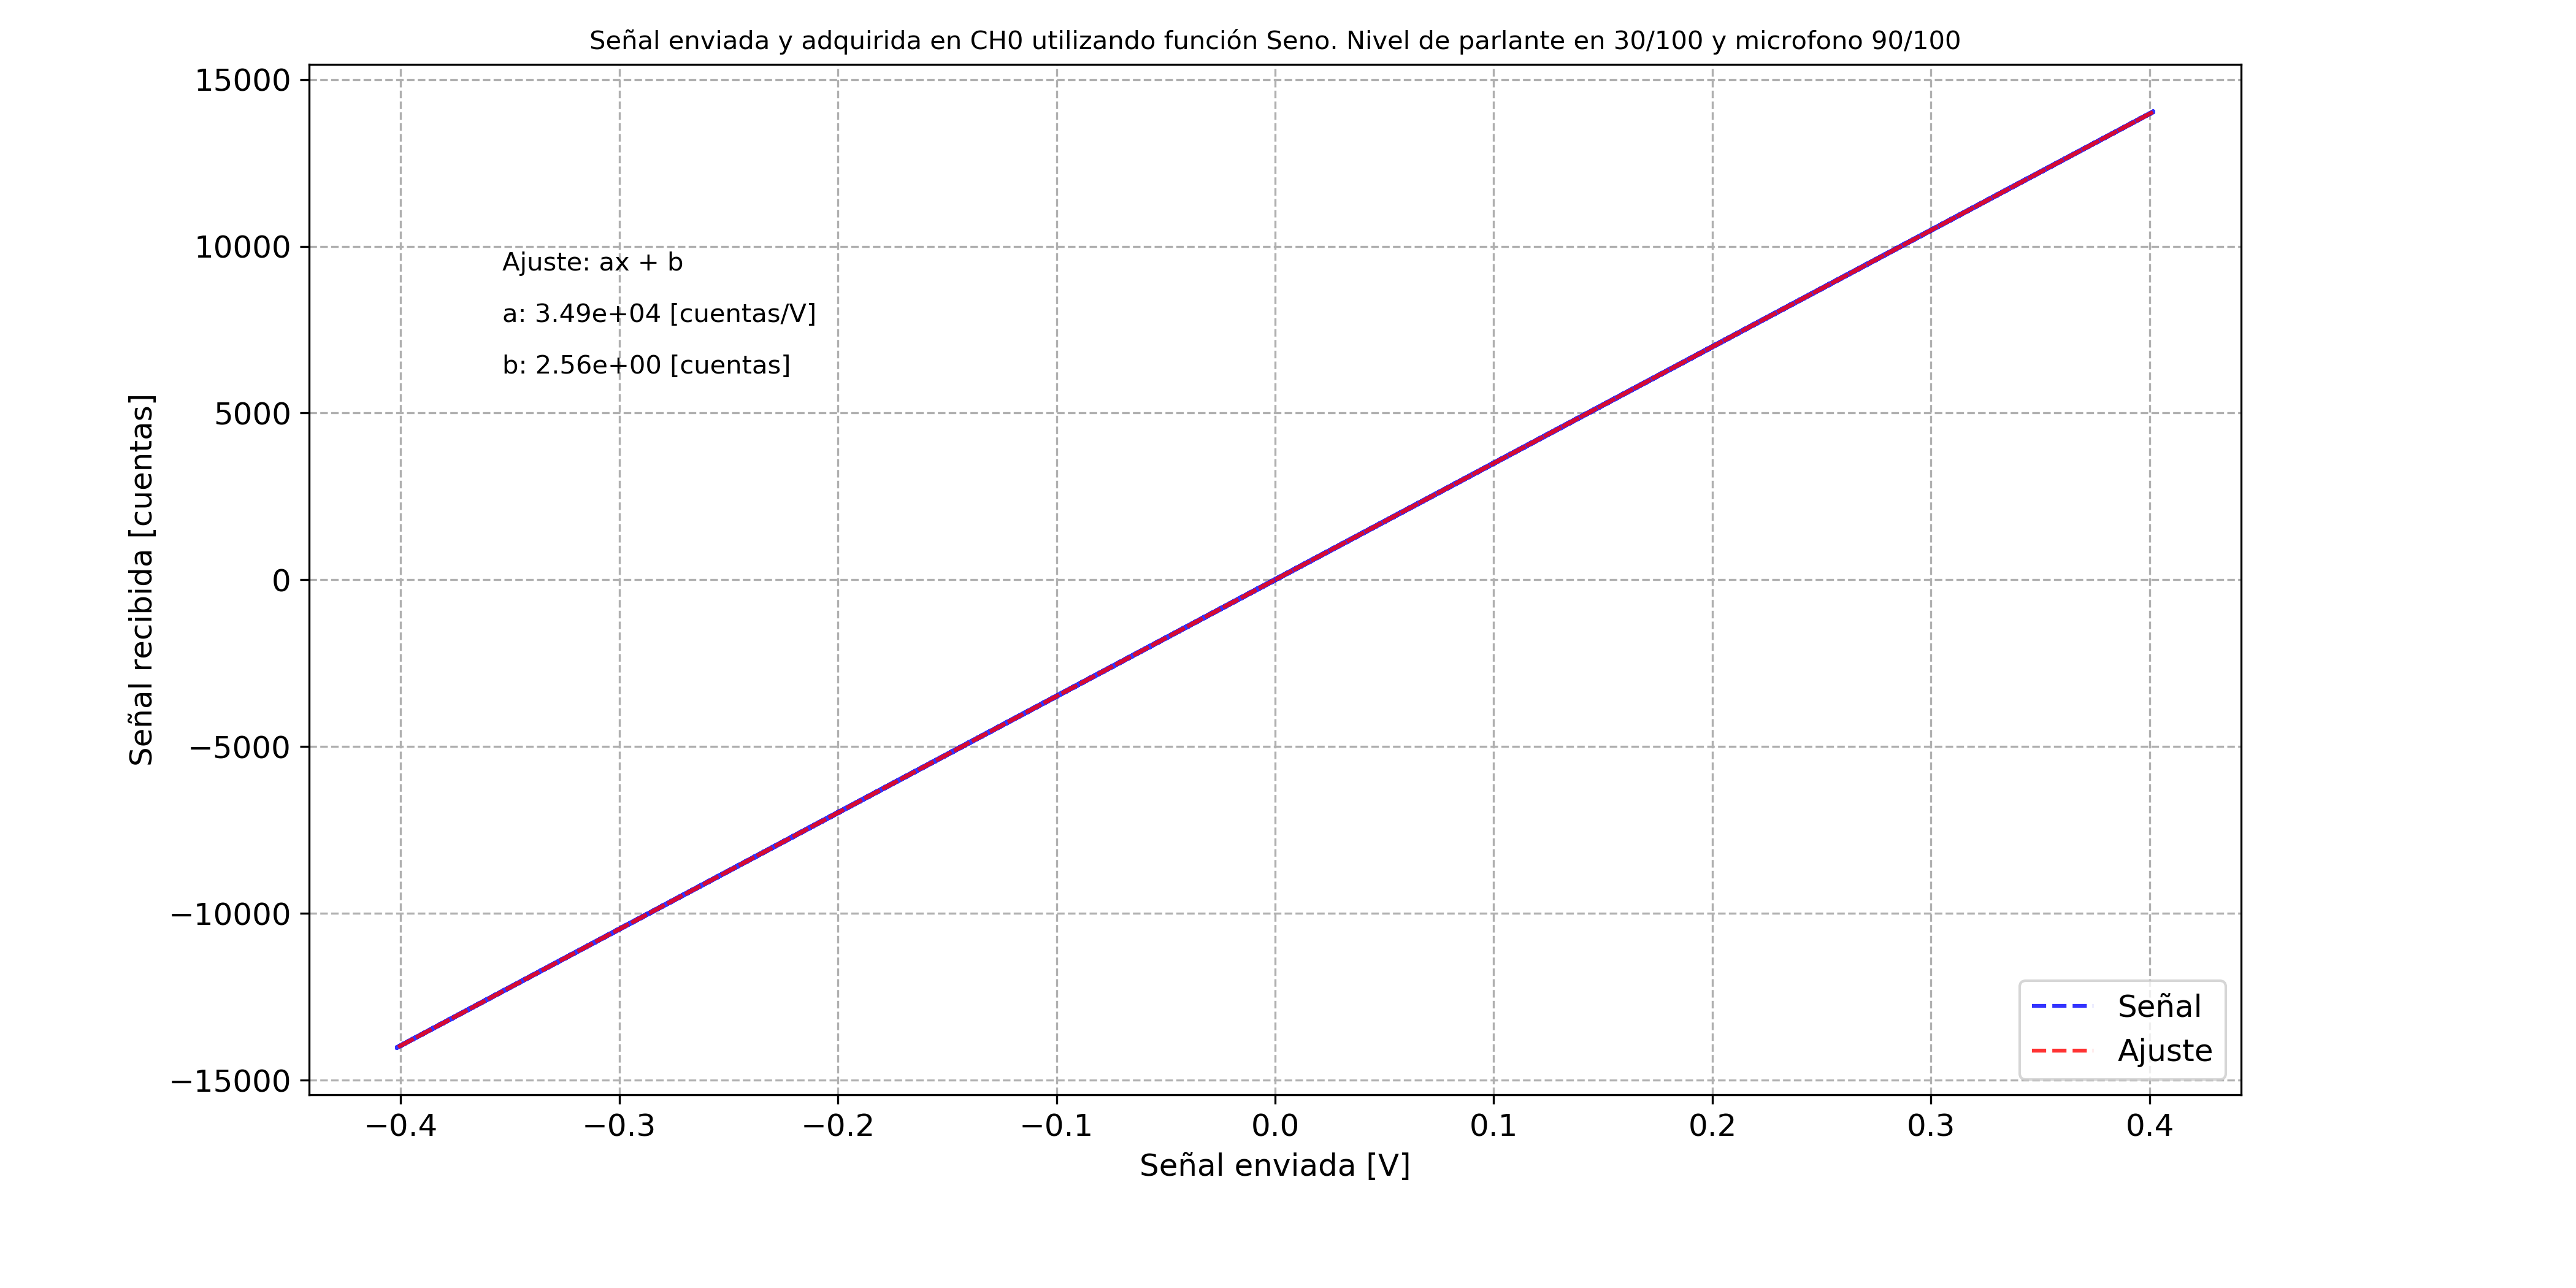 Señal enviada y adquirida en CH0 utilizando función Seno. Nivel de parlante en 30/100 y microfono 90/100
15000
10000
5000
0
−5000
−10000
−15000
Señal recibida [cuentas]
Ajuste: ax + b
a: 3.49e+04 [cuentas/V]
b: 2.56e+00 [cuentas]
Señal
Ajuste
−0.4 −0.3 −0.2 −0.1 0.0 0.1 0.2 0.3 0.4
Señal enviada [V]